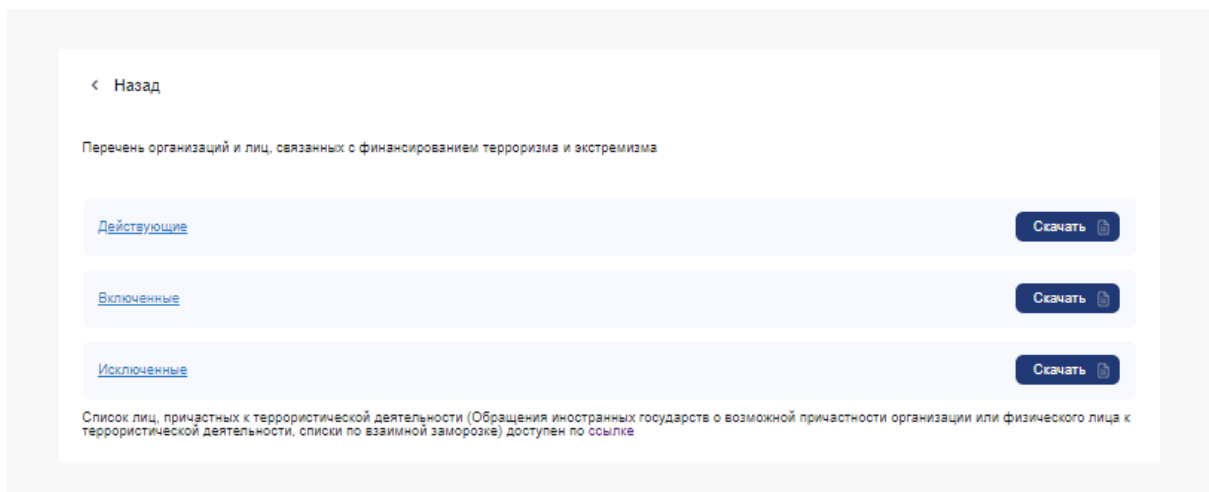 Назад
Перечень организаций и лиц, связанных с финансированием терроризма и экстремизма
Действующие
Скачать
Включенные
Скачать
Исключенные
Скачать
Список лиц, причастных к террористической деятельности (Обращения иностранных государств о возможной причастности организации или физического лица к
террористической деятельности, списки по взаимной заморозке) доступен по ссылке